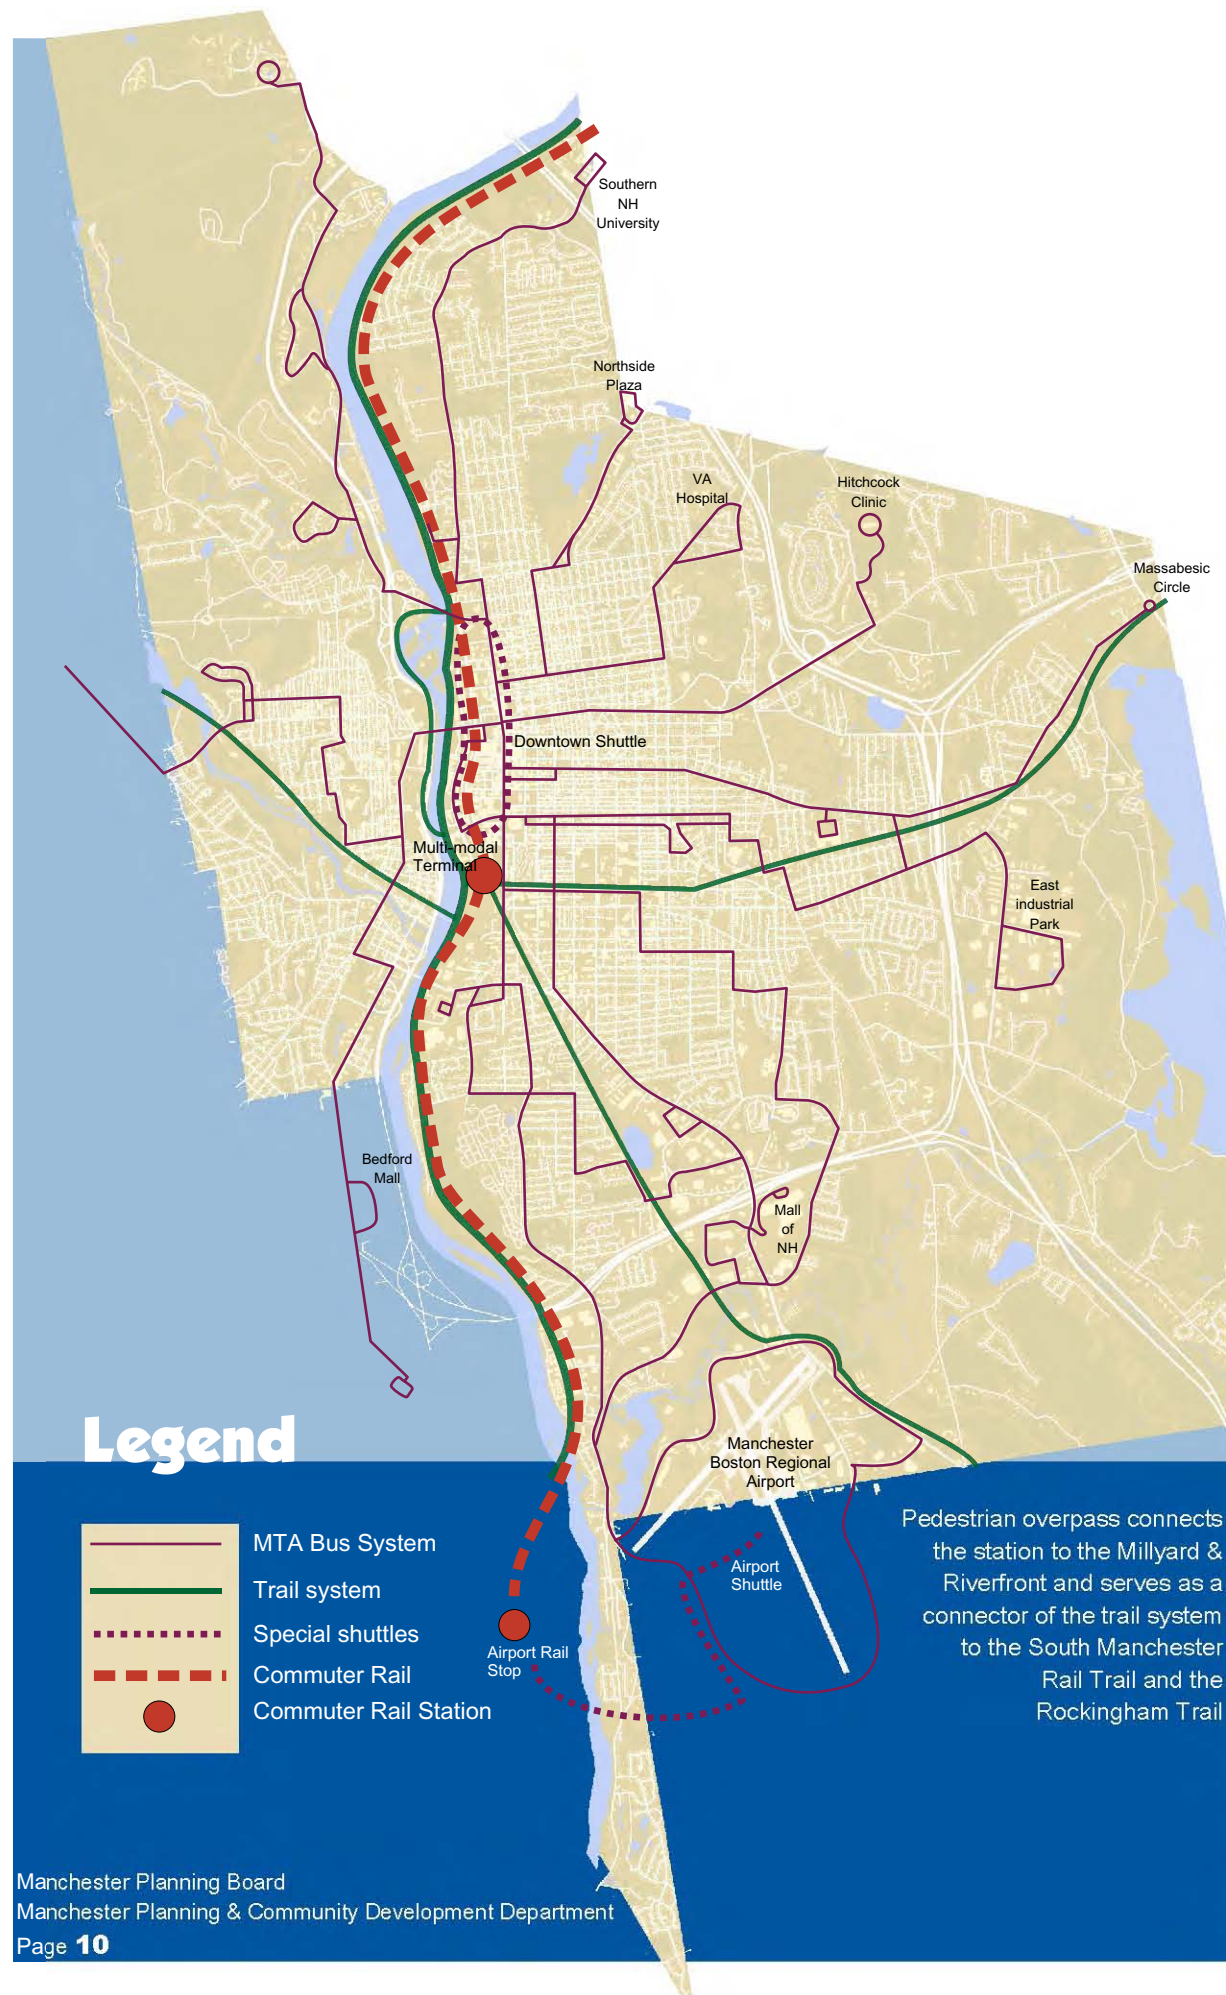 Southern
NH
University
Northside
Plaza
VA
Hospital
Hitchcock
Clinic
Massabesic
Circle
Downtown Shuttle
Multi-modal
Terminal
East
industrial
Park
Bedford
Mall
Mall
of
NH
Manchester
Boston Regional
Airport
Airport
Shuttle
Airport Rail
Stop
Legend
MTA Bus System
Trail system
Special shuttles
Commuter Rail
Commuter Rail Station
Pedestrian overpass connects
the station to the Millyard &
Riverfront and serves as a
connector of the trail system
to the South Manchester
Rail Trail and the
Rockingham Trail
Manchester Planning Board
Manchester Planning & Community Development Department
Page 10